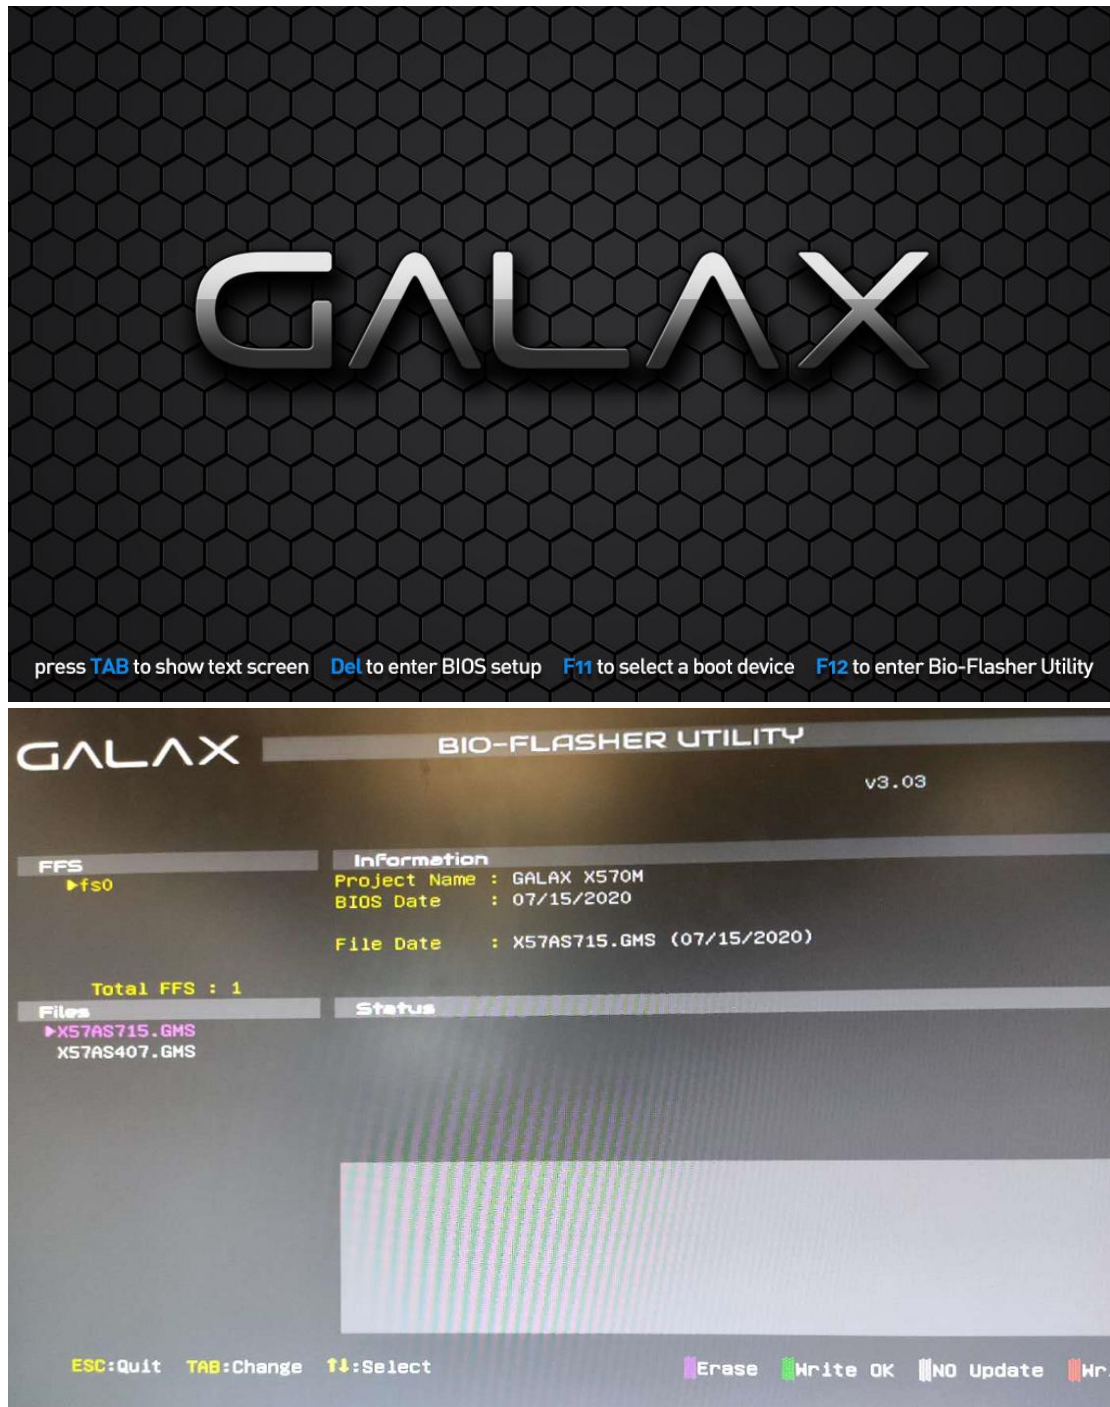 GALAX
press TAB to show text screen Del to enter BIOS setup F11 to select a boot device F12 to enter Bio-Flasher Utility
GALAX
BIO-FLASHER UTILITY
v3.03
FFS
▶fs0
Total FFS : 1
Information
Project Name : GALAX X570M
BIOS Date : 07/15/2020
File Date : X57AS715.GMS (07/15/2020)
Files
▶X57AS715.GMS
X57AS407.GMS
Status
ESC:Quit TAB:Change ↑↓:Select Erase Write OK NO Update